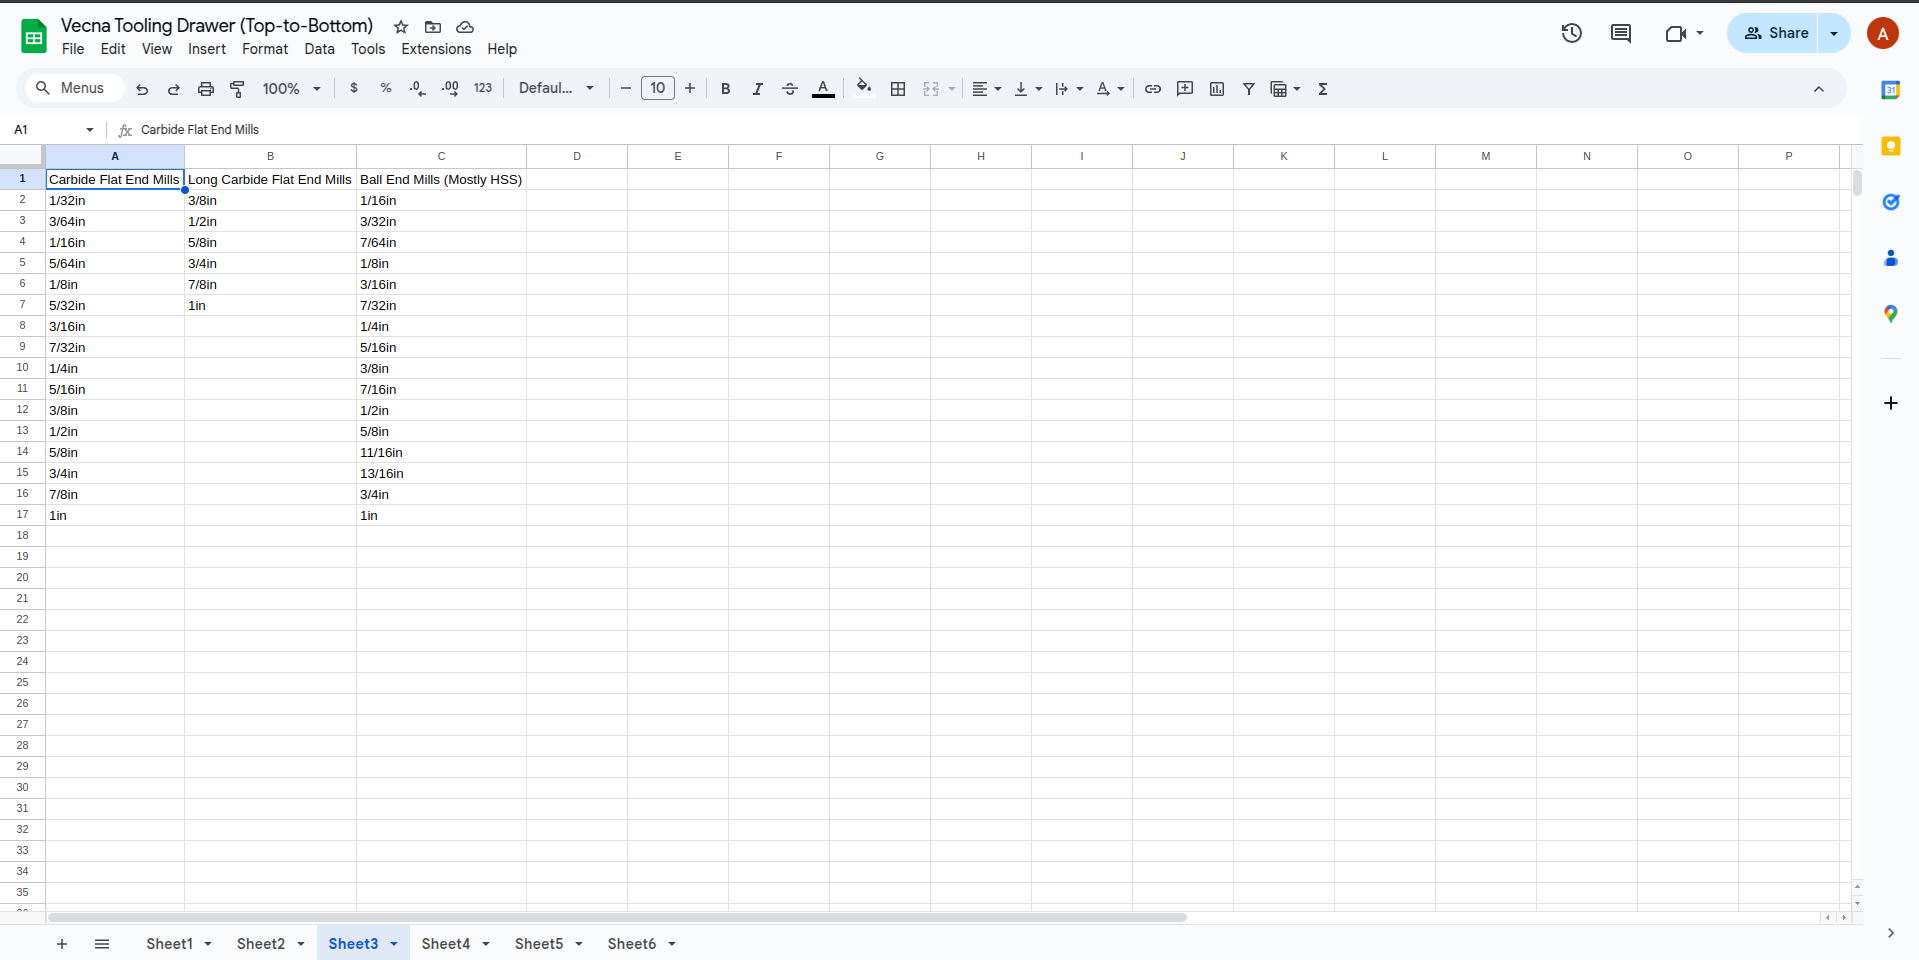 Vecna Tooling Drawer (Top-to-Bottom)
File Edit View Insert Format Data Tools Extensions Help
Share
A
Menus 100% $ % .0 .00 123 Defaul... 10 B I A Σ
31
A1 fx Carbide Flat End Mills
A B C D E F G H I J K L M N O P
1 Carbide Flat End Mills Long Carbide Flat End Mills Ball End Mills (Mostly HSS)
2 1/32in 3/8in 1/16in
3 3/64in 1/2in 3/32in
4 1/16in 5/8in 7/64in
5 5/64in 3/4in 1/8in
6 1/8in 7/8in 3/16in
7 5/32in 1in 7/32in
8 3/16in 1/4in
9 7/32in 5/16in
10 1/4in 3/8in
11 5/16in 7/16in
12 3/8in 1/2in
13 1/2in 5/8in
14 5/8in 11/16in
15 3/4in 13/16in
16 7/8in 3/4in
17 1in 1in
18
19
20
21
22
23
24
25
26
27
28
29
30
31
32
33
34
35
Sheet1 Sheet2 Sheet3 Sheet4 Sheet5 Sheet6